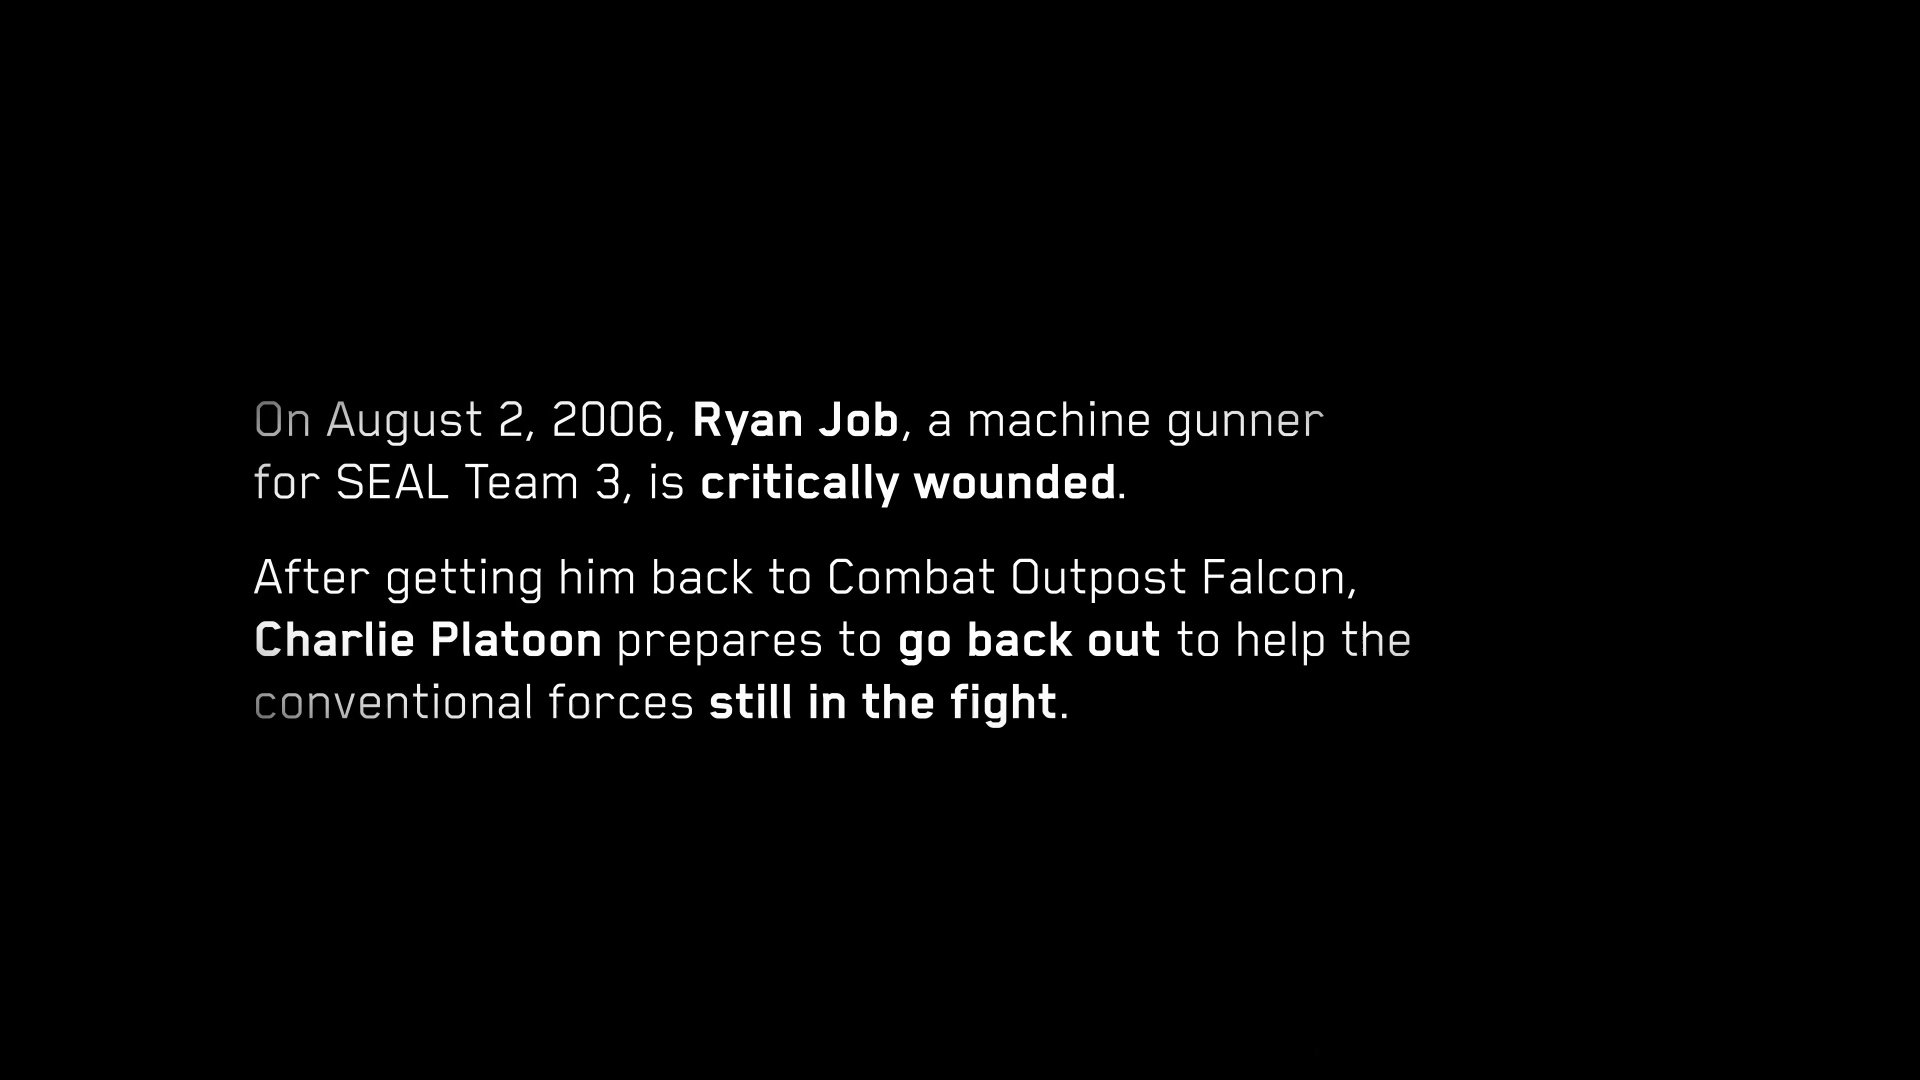 On August 2, 2006, Ryan Job, a machine gunner
for SEAL Team 3, is critically wounded.
After getting him back to Combat Outpost Falcon,
Charlie Platoon prepares to go back out to help the
conventional forces still in the fight.